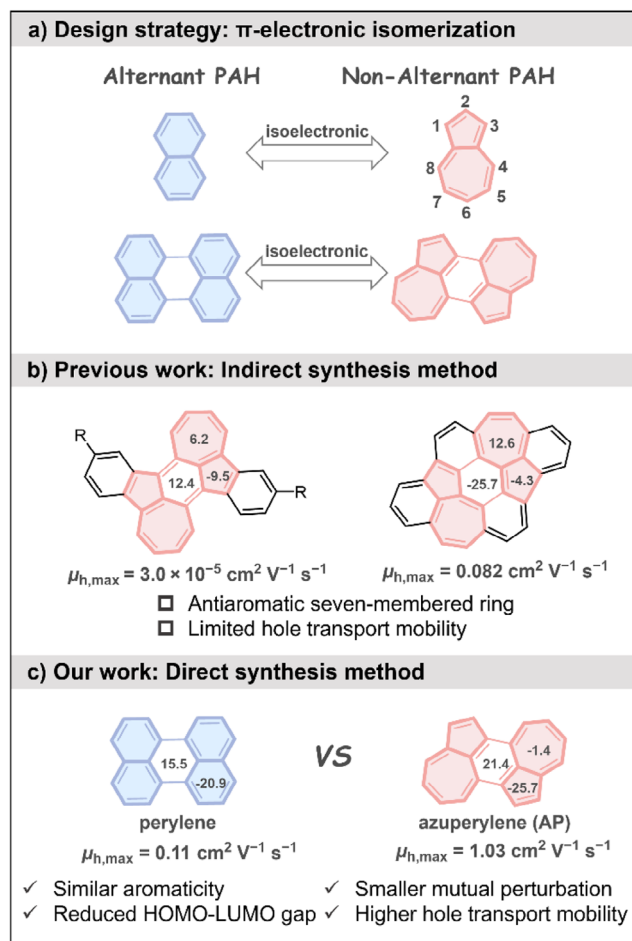 a) Design strategy: π-electronic isomerization
Alternant PAH
Non-Alternant PAH
isoelectronic
2
1 3
8 4
7 5
6
isoelectronic
b) Previous work: Indirect synthesis method
R
6.2
12.4 -9.5
R
12.6
-25.7 -4.3
μh,max = 3.0 × 10⁻⁵ cm² V⁻¹ s⁻¹
μh,max = 0.082 cm² V⁻¹ s⁻¹
☐ Antiaromatic seven-membered ring
☐ Limited hole transport mobility
c) Our work: Direct synthesis method
15.5
-20.9
VS
-1.4
21.4
-25.7
perylene
azuperylene (AP)
μh,max = 0.11 cm² V⁻¹ s⁻¹
μh,max = 1.03 cm² V⁻¹ s⁻¹
✓ Similar aromaticity
✓ Smaller mutual perturbation
✓ Reduced HOMO-LUMO gap
✓ Higher hole transport mobility